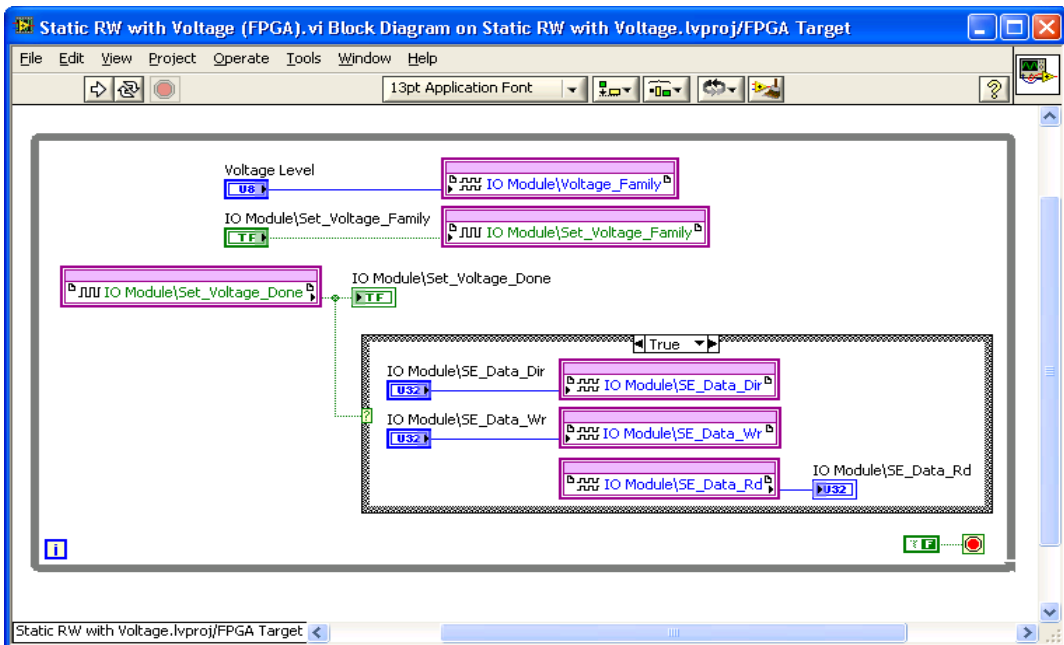 Static RW with Voltage (FPGA).vi Block Diagram on Static RW with Voltage.lvproj/FPGA Target
File Edit View Project Operate Tools Window Help
13pt Application Font
?
Voltage Level
U8
IO Module\Voltage_Family
IO Module\Set_Voltage_Family
TF
IO Module\Set_Voltage_Family
IO Module\Set_Voltage_Done
IO Module\Set_Voltage_Done
TF
True
?
IO Module\SE_Data_Dir
U32
IO Module\SE_Data_Dir
IO Module\SE_Data_Wr
U32
IO Module\SE_Data_Wr
IO Module\SE_Data_Rd
IO Module\SE_Data_Rd
U32
i
F
Static RW with Voltage.lvproj/FPGA Target